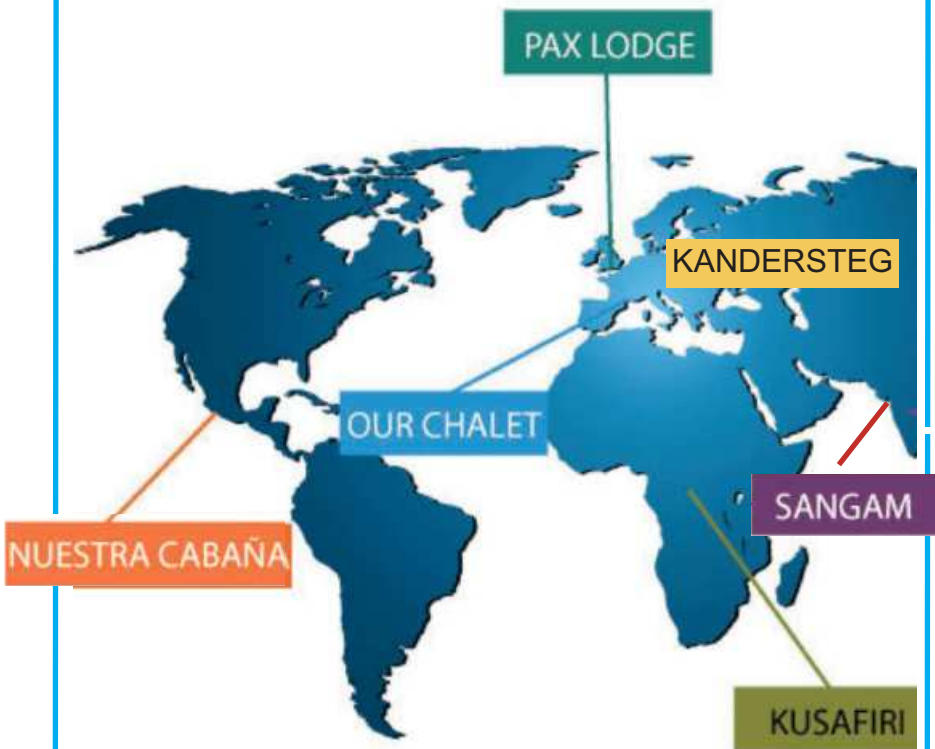 PAX LODGE
KANDERSTEG
OUR CHALET
SANGAM
NUESTRA CABAÑA
KUSAFIRI